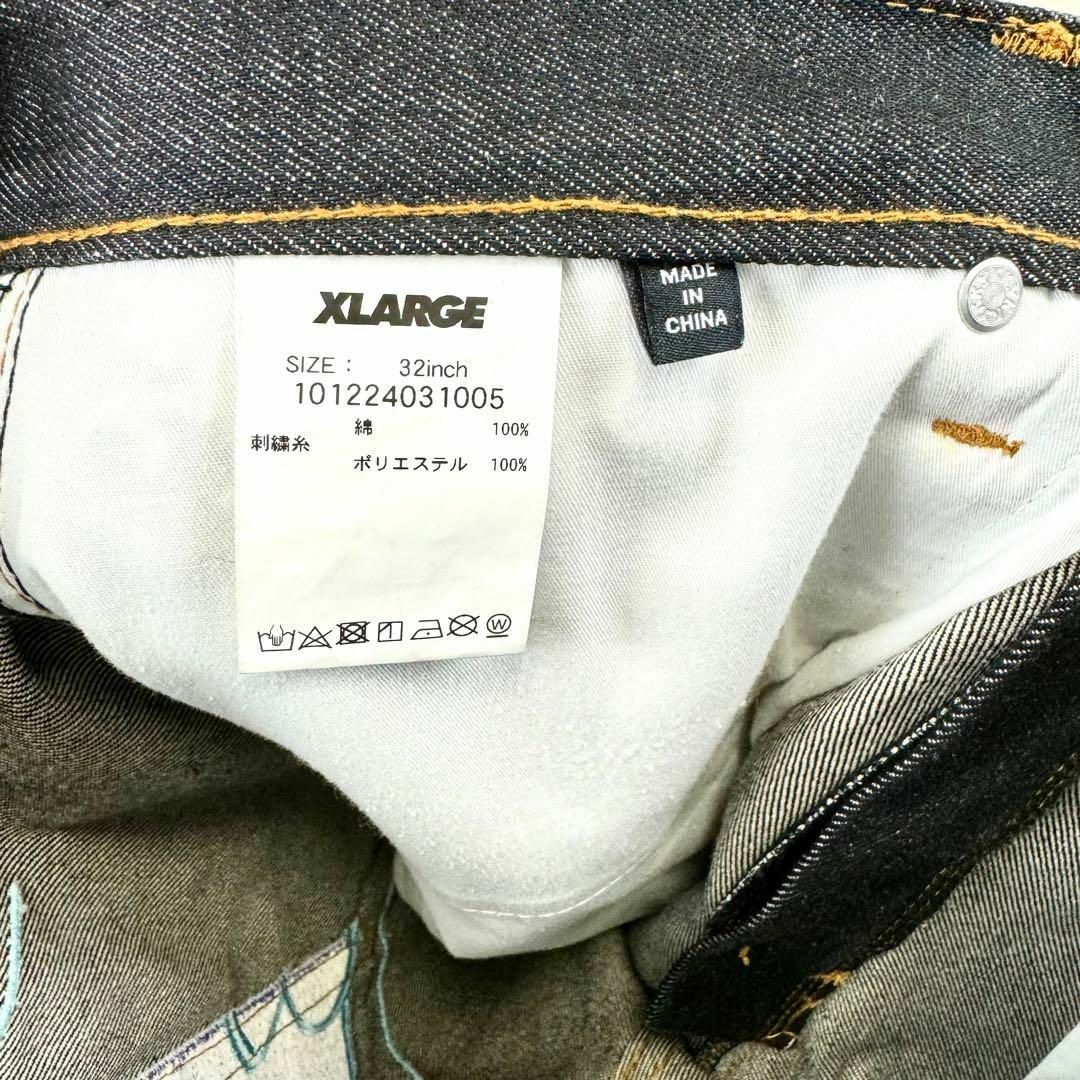 XLARGE
SIZE : 32inch
101224031005
綿 100%
刺繍糸
ポリエステル 100%
W
MADE
IN
CHINA